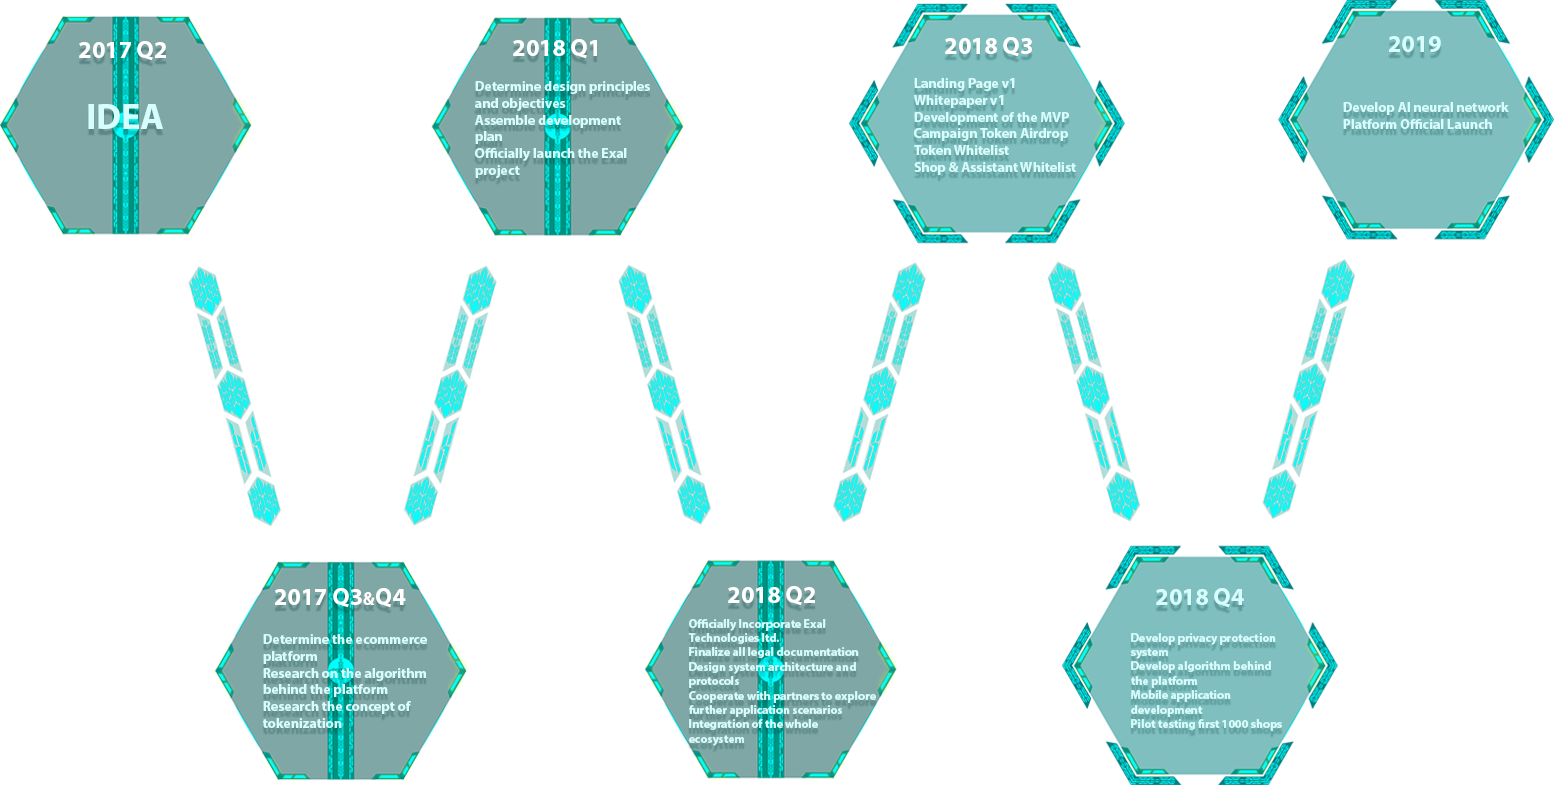 2017 Q2
IDEA
2017 Q3&Q4
Determine the ecommerce
platform
Research on the algorithm
behind the platform
Research the concept of
tokenization
2018 Q1
Determine design principles
and objectives
Assemble development
plan
Officially launch the Exal
project
2018 Q2
Officially Incorporate Exal
Technologies ltd.
Finalize all legal documentation
Design system architecture and
protocols
Cooperate with partners to explore
further application scenarios
Integration of the whole
ecosystem
2018 Q3
Landing Page v1
Whitepaper v1
Development of the MVP
Campaign Token Airdrop
Token Whitelist
Shop & Assistant Whitelist
2018 Q4
Develop privacy protection
system
Develop algorithm behind
the platform
Mobile application
development
Pilot testing first 1000 shops
2019
Develop AI neural network
Platform Official Launch